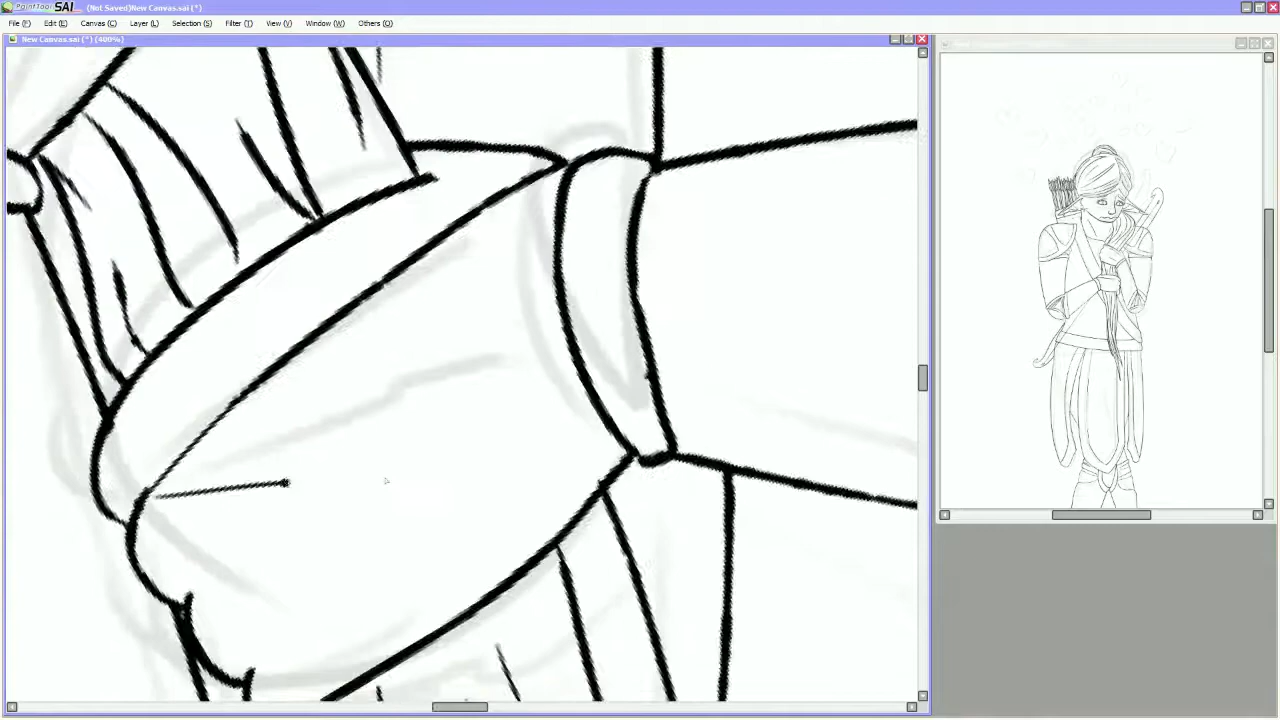 PaintTool SAI (Not Saved)New Canvas.sai (*)
File (F) Edit (E) Canvas (C) Layer (L) Selection (S) Filter (T) View (V) Window (W) Others (O)
New Canvas.sai (*) (400%)